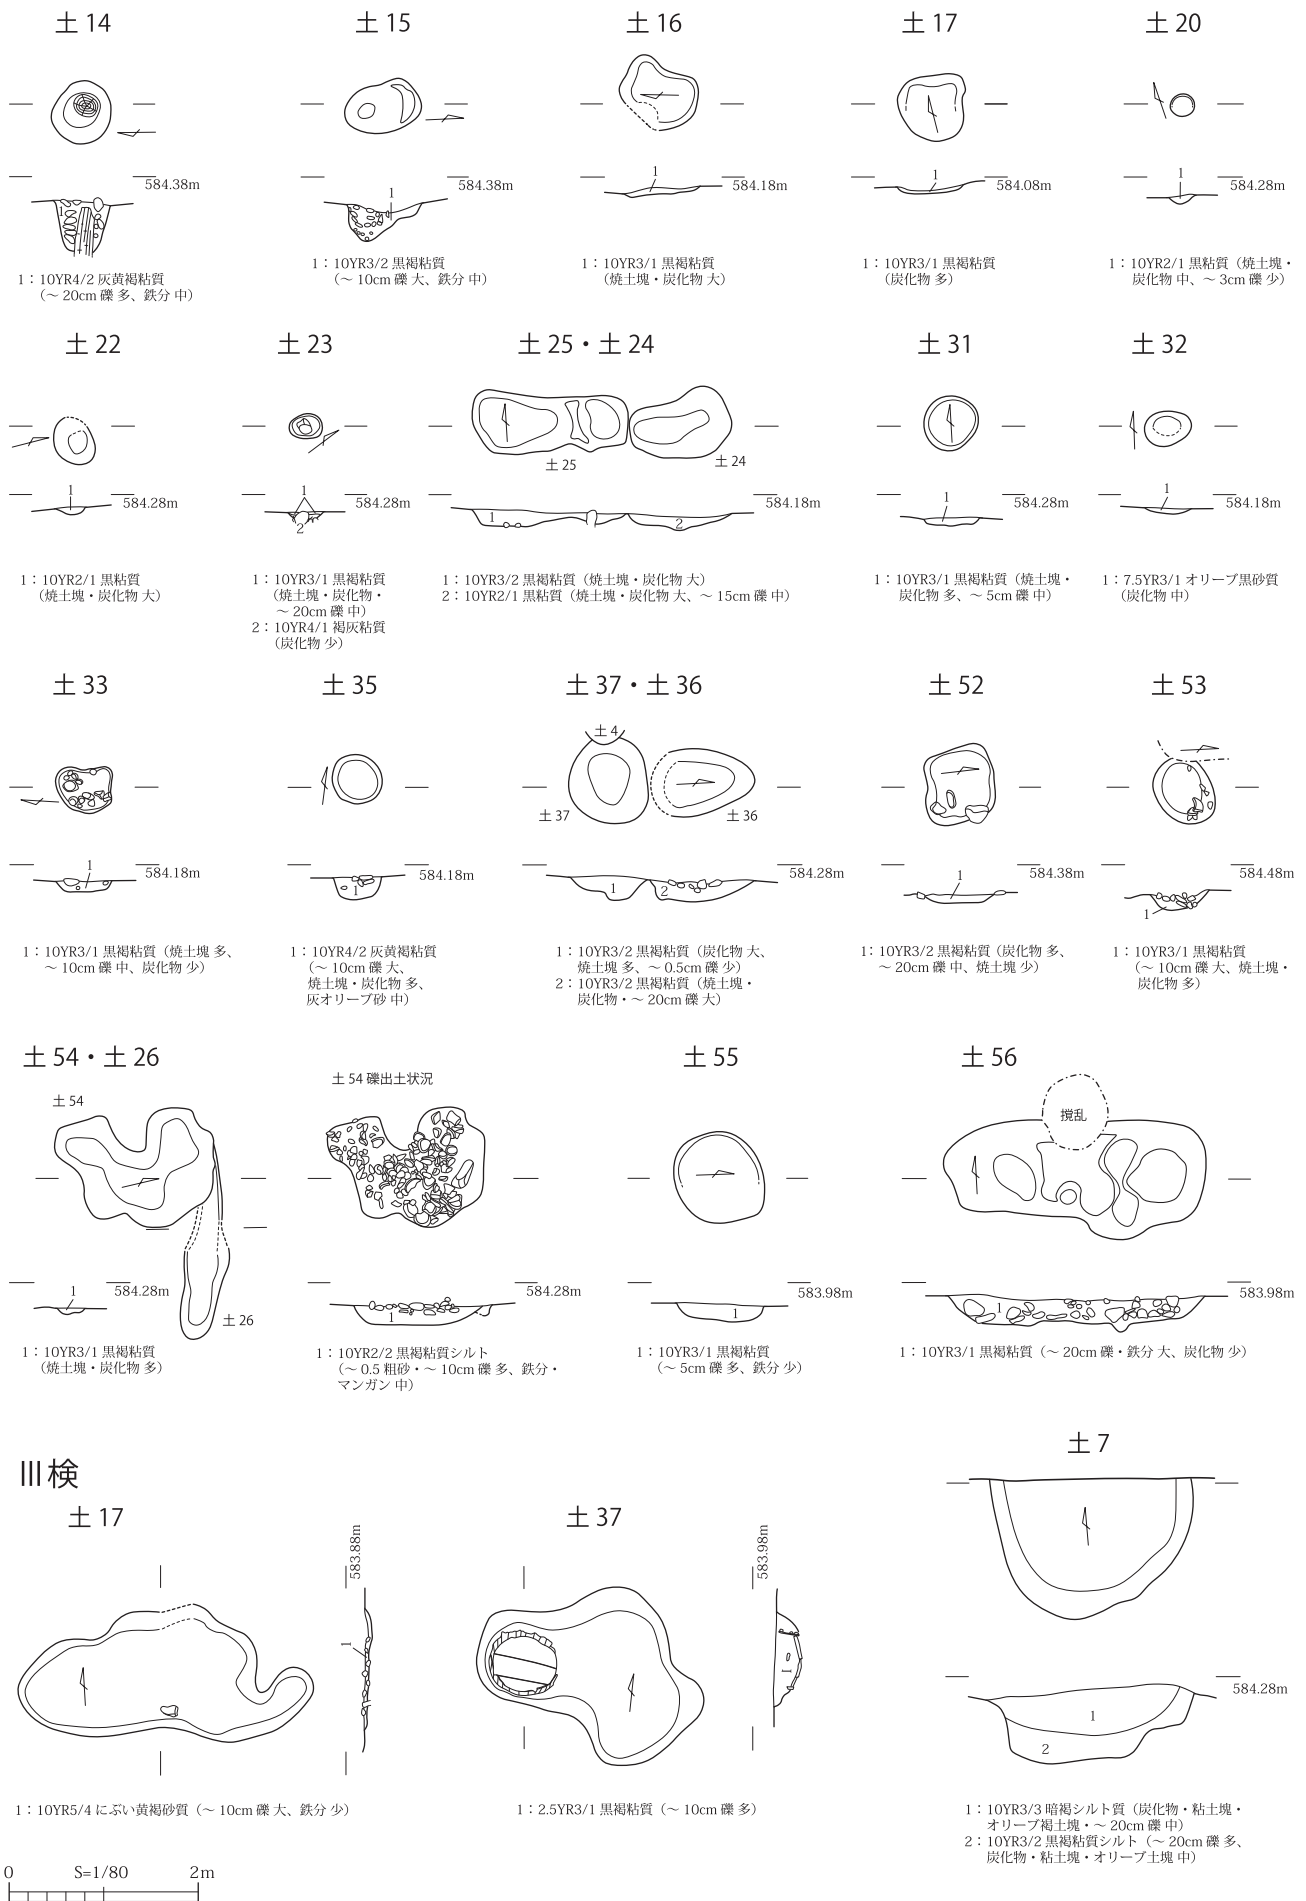 土 14
584.38m
1
1：10YR4/2 灰黄褐粘質
（～ 20cm 礫 多、鉄分 中）
土 15
584.38m
1
1：10YR3/2 黒褐粘質
（～ 10cm 礫 大、鉄分 中）
土 16
1
584.18m
1：10YR3/1 黒褐粘質
（焼土塊・炭化物 大）
土 17
1
584.08m
1：10YR3/1 黒褐粘質
（炭化物 多）
土 20
1
584.28m
1：10YR2/1 黒粘質（焼土塊・
炭化物 中、～ 3cm 礫 少）
土 22
1
584.28m
1：10YR2/1 黒粘質
（焼土塊・炭化物 大）
土 23
1
584.28m
2
1：10YR3/1 黒褐粘質
（焼土塊・炭化物・
～ 20cm 礫 中）
2：10YR4/1 褐灰粘質
（炭化物 少）
土 25・土 24
土 25
土 24
584.18m
1
2
1：10YR3/2 黒褐粘質（焼土塊・炭化物 大）
2：10YR2/1 黒粘質（焼土塊・炭化物 大、～ 15cm 礫 中）
土 31
1
584.28m
1：10YR3/1 黒褐粘質（焼土塊・
炭化物 多、～ 5cm 礫 中）
土 32
1
584.18m
1：7.5YR3/1 オリーブ黒砂質
（炭化物 中）
土 33
1
584.18m
1：10YR3/1 黒褐粘質（焼土塊 多、
～ 10cm 礫 中、炭化物 少）
土 35
584.18m
1
1：10YR4/2 灰黄褐粘質
（～ 10cm 礫 大、
焼土塊・炭化物 多、
灰オリーブ砂 中）
土 37・土 36
土 4
土 37
土 36
584.28m
1
2
1：10YR3/2 黒褐粘質（炭化物 大、
焼土塊 多、～ 0.5cm 礫 少）
2：10YR3/2 黒褐粘質（焼土塊・
炭化物・～ 20cm 礫 大）
土 52
1
584.38m
1：10YR3/2 黒褐粘質（炭化物 多、
～ 20cm 礫 中、焼土塊 少）
土 53
584.48m
1
1：10YR3/1 黒褐粘質
（～ 10cm 礫 大、焼土塊・
炭化物 多）
土 54・土 26
土 54
1
584.28m
土 26
1：10YR3/1 黒褐粘質
（焼土塊・炭化物 多）
土 54 礫出土状況
584.28m
1
1：10YR2/2 黒褐粘質シルト
（～ 0.5 粗砂・～ 10cm 礫 多、鉄分・
マンガン 中）
土 55
583.98m
1
1：10YR3/1 黒褐粘質
（～ 5cm 礫 多、鉄分 少）
土 56
撹乱
583.98m
1
1：10YR3/1 黒褐粘質（～ 20cm 礫・鉄分 大、炭化物 少）
Ⅲ検
土 17
583.88m
1
1：10YR5/4 にぶい黄褐砂質（～ 10cm 礫 大、鉄分 少）
土 37
583.98m
1
1：2.5YR3/1 黒褐粘質（～ 10cm 礫 多）
土 7
584.28m
1
2
1：10YR3/3 暗褐シルト質（炭化物・粘土塊・
オリーブ褐土塊・～ 20cm 礫 中）
2：10YR3/2 黒褐粘質シルト（～ 20cm 礫 多、
炭化物・粘土塊・オリーブ土塊 中）
0 S=1/80 2m